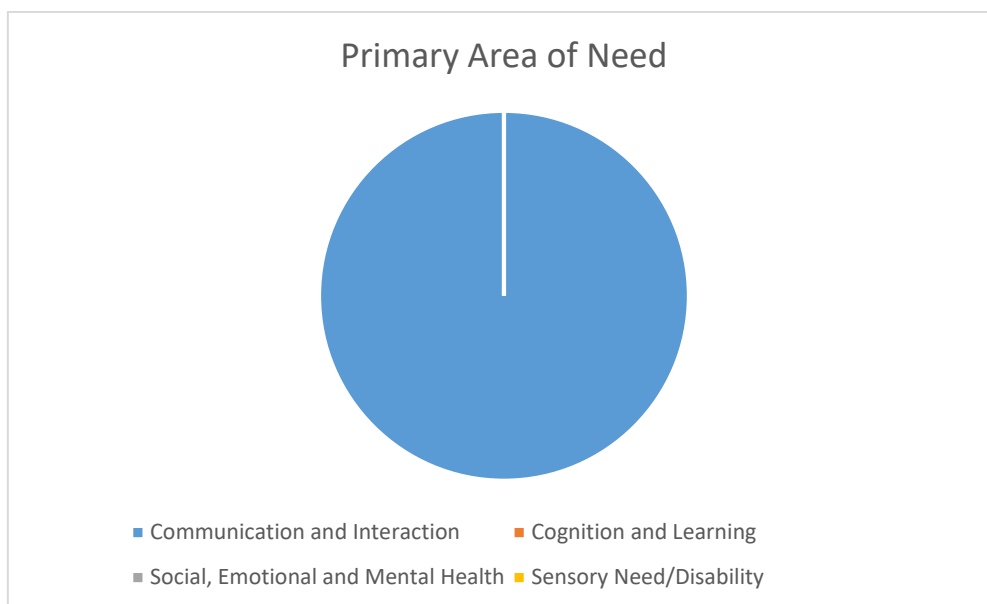 Primary Area of Need
Communication and Interaction
Cognition and Learning
Social, Emotional and Mental Health
Sensory Need/Disability